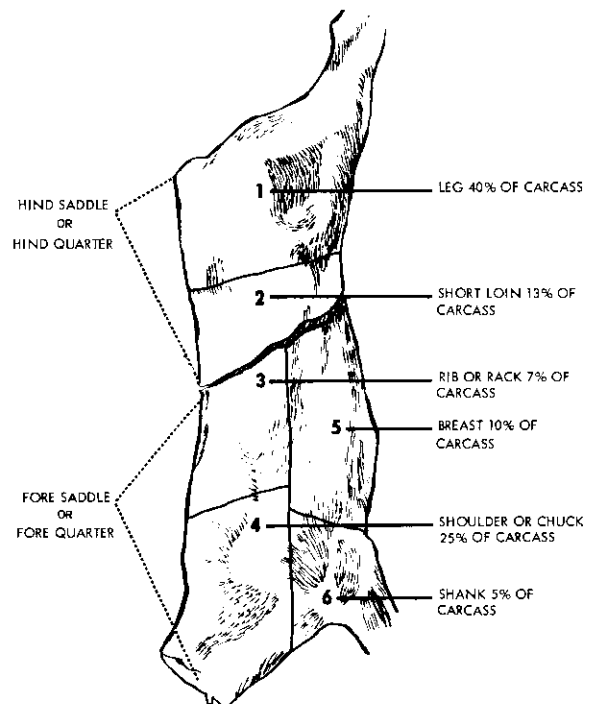 1
LEG 40% OF CARCASS
HIND SADDLE
OR
HIND QUARTER
2
SHORT LOIN 13% OF
CARCASS
3
RIB OR RACK 7% OF
CARCASS
5
BREAST 10% OF
CARCASS
FORE SADDLE
OR
FORE QUARTER
4
SHOULDER OR CHUCK
25% OF CARCASS
6
SHANK 5% OF
CARCASS